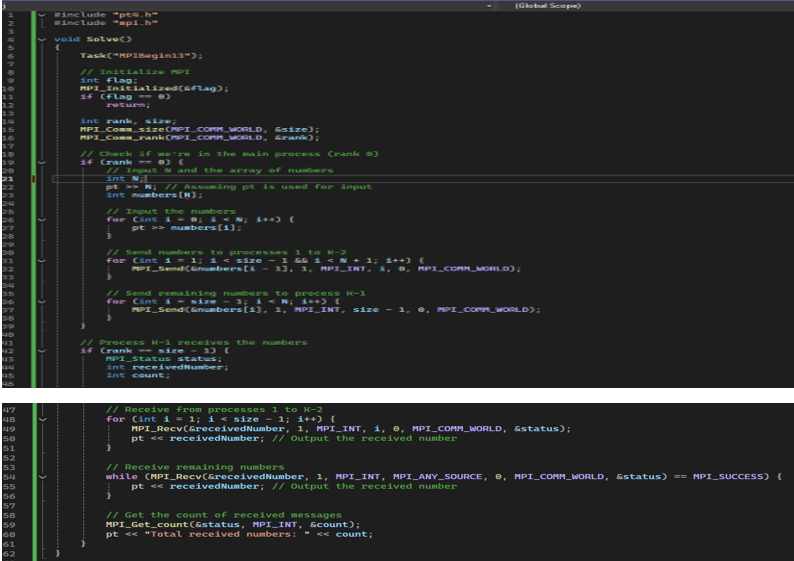 (Global Scope)
1 #include "pt4.h"
2 #include "mpi.h"
3
4 void Solve()
5 {
6 Task("MPIBegin13");
7
8 // Initialize MPI
9 int flag;
10 MPI_Initialized(&flag);
11 if (flag == 0)
12 return;
13
14 int rank, size;
15 MPI_Comm_size(MPI_COMM_WORLD, &size);
16 MPI_Comm_rank(MPI_COMM_WORLD, &rank);
17
18 // Check if we're in the main process (rank 0)
19 if (rank == 0) {
20 // Input N and the array of numbers
21 int N;
22 pt >> N; // Assuming pt is used for input
23 int numbers[N];
24
25 // Input the numbers
26 for (int i = 0; i < N; i++) {
27 pt >> numbers[i];
28 }
29
30 // Send numbers to processes 1 to K-2
31 for (int i = 1; i < size - 1 && i < N + 1; i++) {
32 MPI_Send(&numbers[i - 1], 1, MPI_INT, i, 0, MPI_COMM_WORLD);
33 }
34
35 // Send remaining numbers to process K-1
36 for (int i = size - 1; i < N; i++) {
37 MPI_Send(&numbers[i], 1, MPI_INT, size - 1, 0, MPI_COMM_WORLD);
38 }
39 }
40
41 // Process K-1 receives the numbers
42 if (rank == size - 1) {
43 MPI_Status status;
44 int receivedNumber;
45 int count;
46
47 // Receive from processes 1 to K-2
48 for (int i = 1; i < size - 1; i++) {
49 MPI_Recv(&receivedNumber, 1, MPI_INT, i, 0, MPI_COMM_WORLD, &status);
50 pt << receivedNumber; // Output the received number
51 }
52
53 // Receive remaining numbers
54 while (MPI_Recv(&receivedNumber, 1, MPI_INT, MPI_ANY_SOURCE, 0, MPI_COMM_WORLD, &status) == MPI_SUCCESS) {
55 pt << receivedNumber; // Output the received number
56 }
57
58 // Get the count of received messages
59 MPI_Get_count(&status, MPI_INT, &count);
60 pt << "Total received numbers: " << count;
61 }
62 }